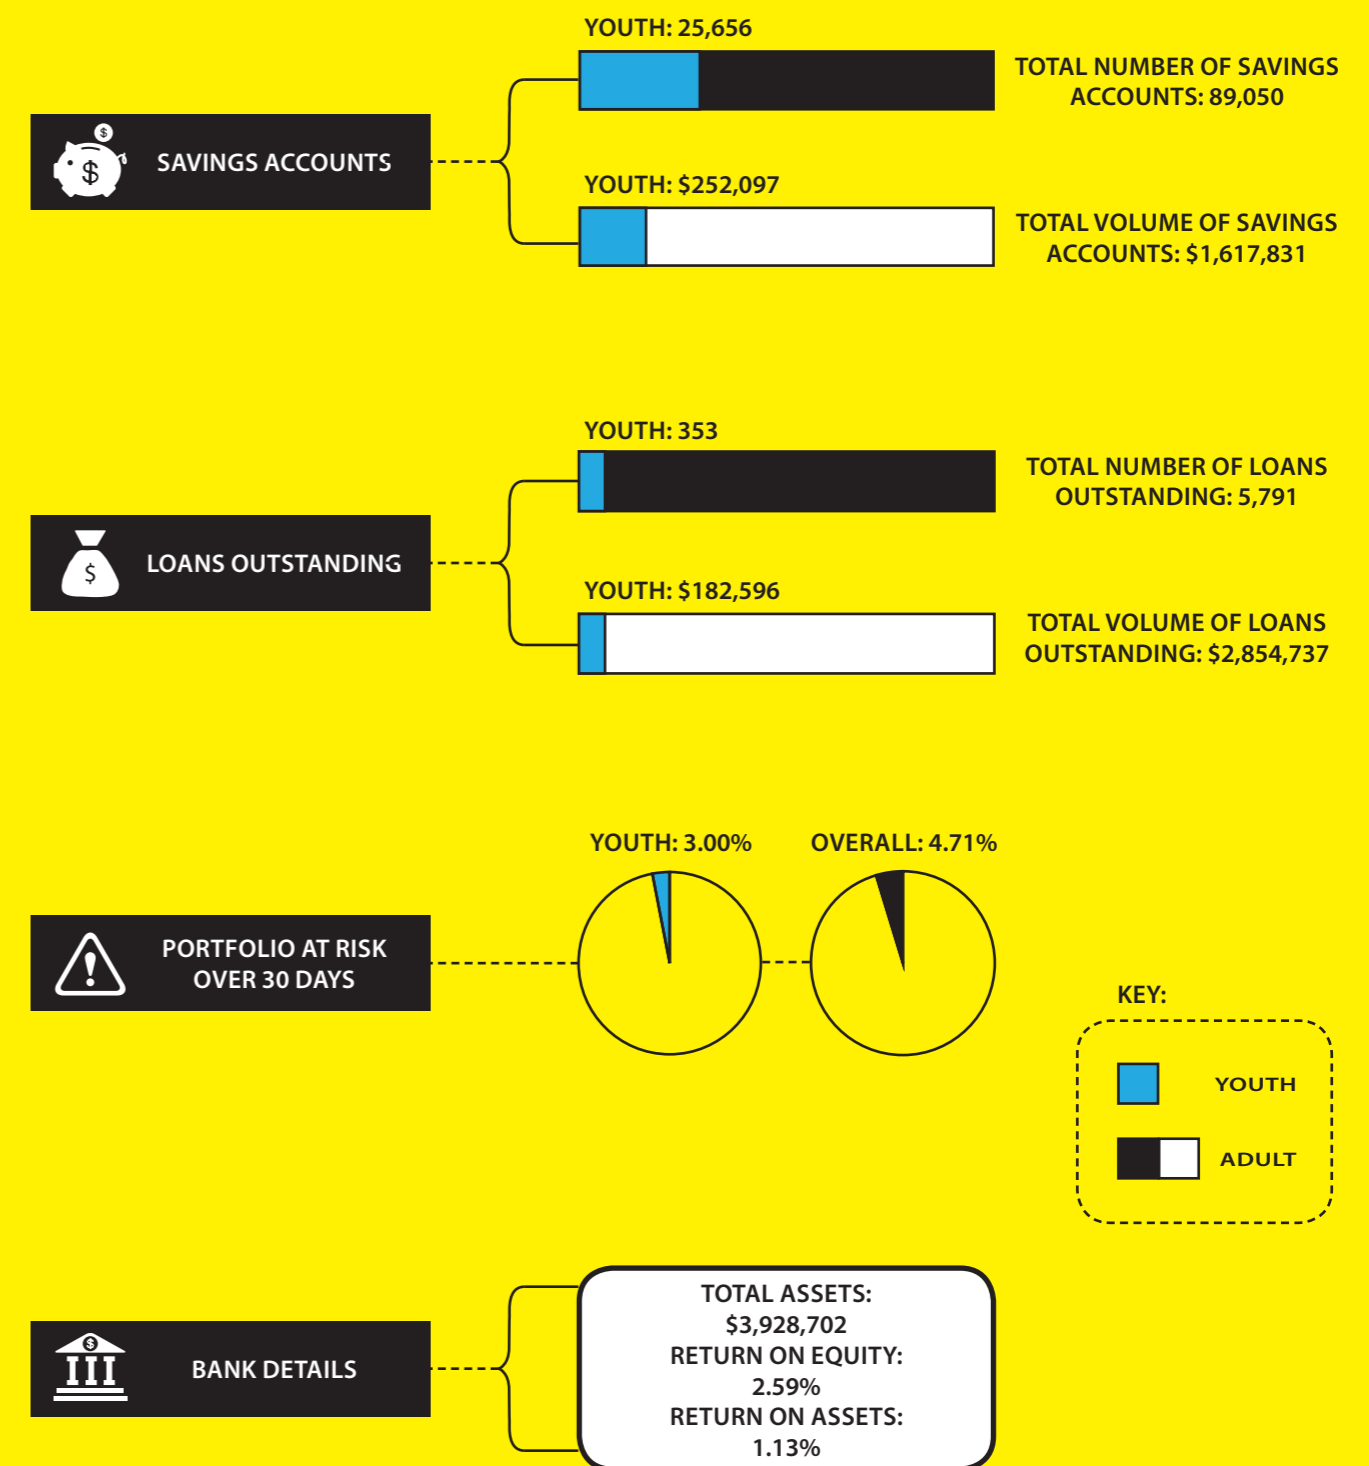 YOUTH: 25,656
TOTAL NUMBER OF SAVINGS
ACCOUNTS: 89,050
$
$
SAVINGS ACCOUNTS
YOUTH: $252,097
TOTAL VOLUME OF SAVINGS
ACCOUNTS: $1,617,831
YOUTH: 353
TOTAL NUMBER OF LOANS
OUTSTANDING: 5,791
$
LOANS OUTSTANDING
YOUTH: $182,596
TOTAL VOLUME OF LOANS
OUTSTANDING: $2,854,737
YOUTH: 3.00%
OVERALL: 4.71%
!
PORTFOLIO AT RISK
OVER 30 DAYS
KEY:
YOUTH
ADULT
$
BANK DETAILS
TOTAL ASSETS:
$3,928,702
RETURN ON EQUITY:
2.59%
RETURN ON ASSETS:
1.13%